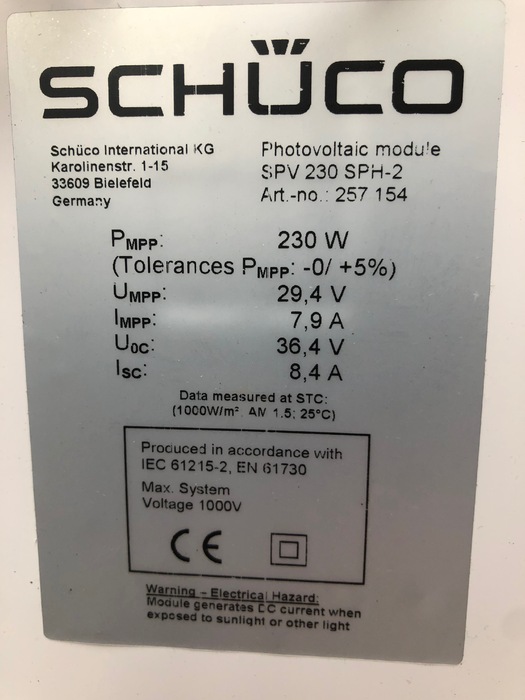 SCHÜCO
Schüco International KG
Karolinenstr. 1-15
33609 Bielefeld
Germany
Photovoltaic module
SPV 230 SPH-2
Art.-no.: 257 154
PMPP: 230 W
(Tolerances PMPP: -0/ +5%)
UMPP: 29,4 V
IMPP: 7,9 A
U0C: 36,4 V
ISC: 8,4 A
Data measured at STC:
(1000W/m², AM 1.5; 25°C)
Produced in accordance with
IEC 61215-2, EN 61730
Max. System
Voltage 1000V
CE
Warning - Electrical Hazard:
Module generates DC current when
exposed to sunlight or other light